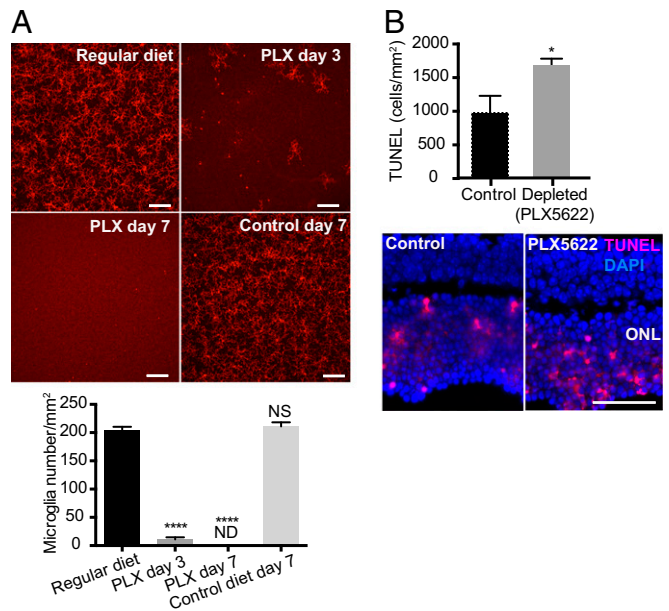 A
Regular diet
PLX day 3
PLX day 7
Control day 7
Microglia number/mm²
250
200
150
100
50
0
****
****
ND
NS
Regular diet
PLX day 3
PLX day 7
Control diet day 7
B
TUNEL (cells/mm²)
2000
1500
1000
500
0
*
Control
Depleted
(PLX5622)
Control
PLX5622
TUNEL
DAPI
ONL